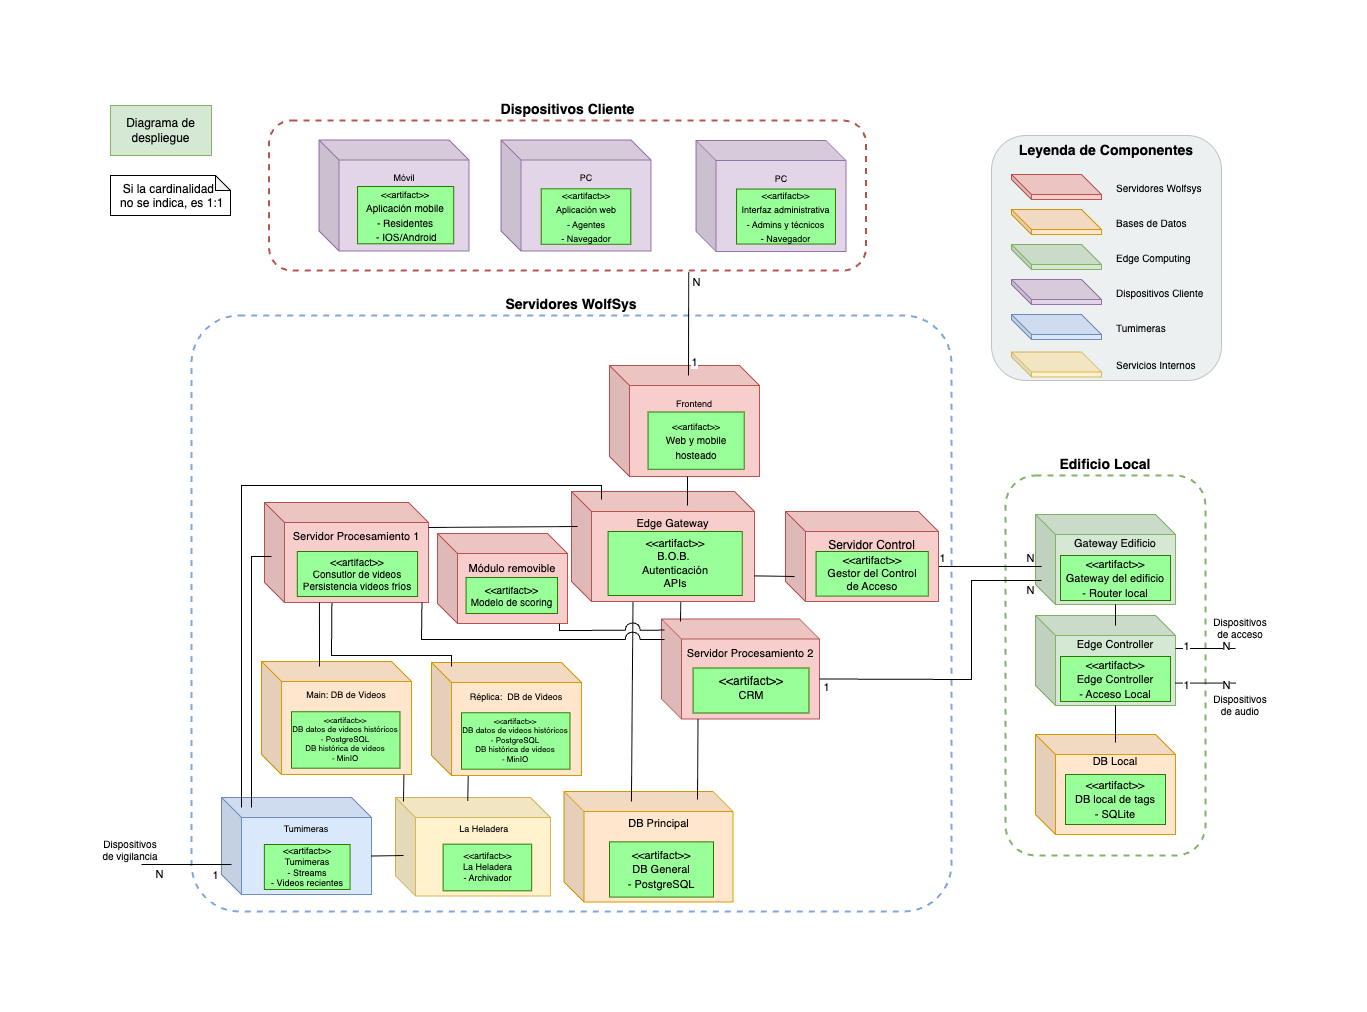 Diagrama de
despliegue
Si la cardinalidad
no se indica, es 1:1
Dispositivos Cliente
Móvil
<<artifact>>
Aplicación mobile
- Residentes
- IOS/Android
PC
<<artifact>>
Aplicación web
- Agentes
- Navegador
PC
<<artifact>>
Interfaz administrativa
- Admins y técnicos
- Navegador
Leyenda de Componentes
Servidores Wolfsys
Bases de Datos
Edge Computing
Dispositivos Cliente
Tumimeras
Servicios Internos
N
1
Servidores WolfSys
Frontend
<<artifact>>
Web y mobile
hosteado
Edge Gateway
<<artifact>>
B.O.B.
Autenticación
APIs
Servidor Procesamiento 1
<<artifact>>
Consutlor de videos
Persistencia videos fríos
Módulo removible
<<artifact>>
Modelo de scoring
Servidor Control
<<artifact>>
Gestor del Control
de Acceso
1
N
N
Servidor Procesamiento 2
<<artifact>>
CRM
1
Main: DB de Videos
<<artifact>>
DB datos de videos históricos
- PostgreSQL
DB histórica de videos
- MinIO
Réplica: DB de Videos
<<artifact>>
DB datos de videos históricos
- PostgreSQL
DB histórica de videos
- MinIO
Tumimeras
<<artifact>>
Tumimeras
- Streams
- Videos recientes
La Heladera
<<artifact>>
La Heladera
- Archivador
DB Principal
<<artifact>>
DB General
- PostgreSQL
Dispositivos
de vigilancia
N
1
Edificio Local
Gateway Edificio
<<artifact>>
Gateway del edificio
- Router local
Edge Controller
<<artifact>>
Edge Controller
- Acceso Local
Dispositivos
de acceso
1
N
1
N
Dispositivos
de audio
DB Local
<<artifact>>
DB local de tags
- SQLite